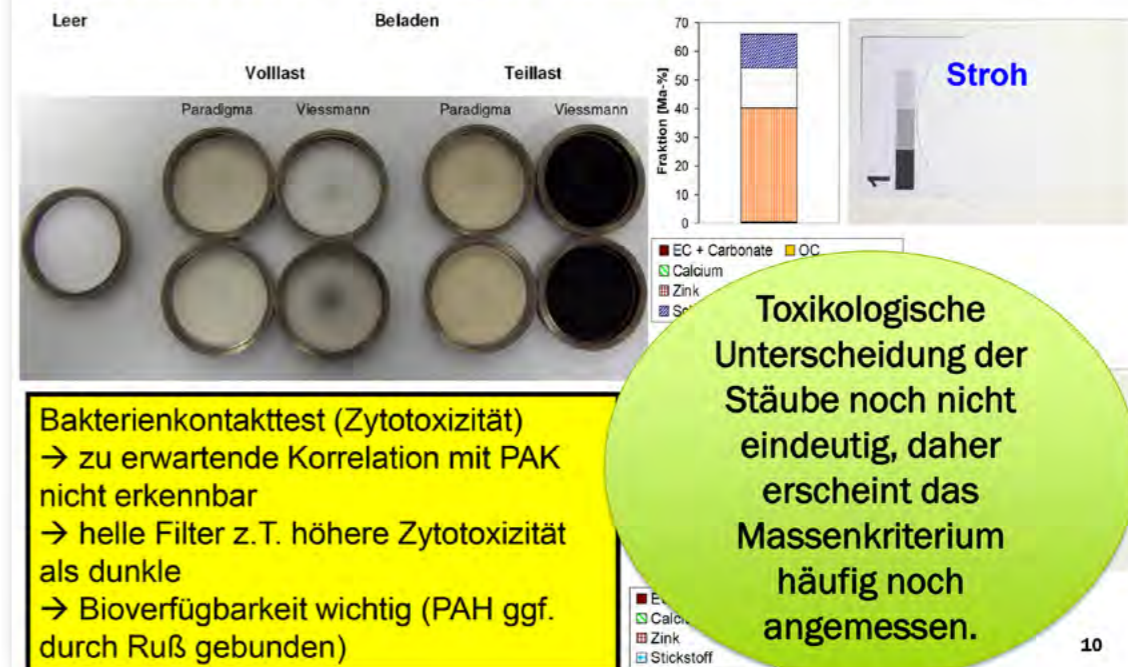 Leer
Beladen
Volllast
Teillast
Paradigma
Viessmann
Paradigma
Viessmann
Fraktion [Ma-%]
70
60
50
40
30
20
10
0
EC + Carbonate
OC
Calcium
Zink
Stroh
1
Toxikologische
Unterscheidung der
Stäube noch nicht
eindeutig, daher
erscheint das
Massenkriterium
häufig noch
angemessen.
Bakterienkontakttest (Zytotoxizität)
→ zu erwartende Korrelation mit PAK
nicht erkennbar
→ helle Filter z.T. höhere Zytotoxizität
als dunkle
→ Bioverfügbarkeit wichtig (PAH ggf.
durch Ruß gebunden)
Zink
Stickstoff
10